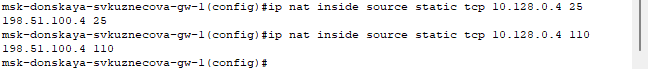 msk-donskaya-svkuznecova-gw-1(config)#ip nat inside source static tcp 10.128.0.4 25
198.51.100.4 25
msk-donskaya-svkuznecova-gw-1(config)#ip nat inside source static tcp 10.128.0.4 110
198.51.100.4 110
msk-donskaya-svkuznecova-gw-1(config)#